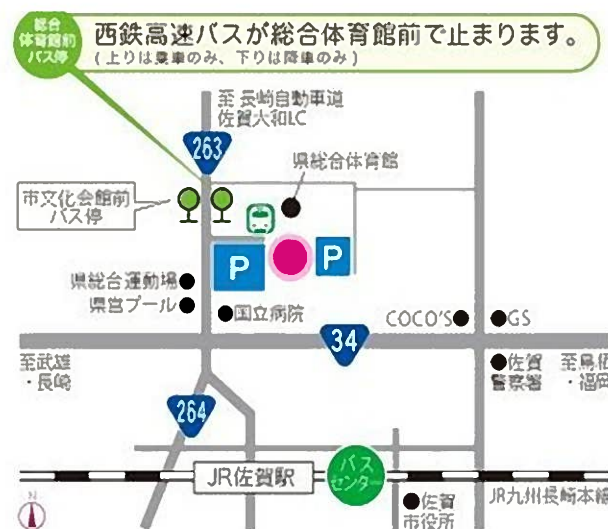 総合
体育館前
バス停
西鉄高速バスが総合体育館前で止まります。
(上りは乗車のみ、下りは降車のみ)
至 長崎自動車道
佐賀大和I.C
263
県総合体育館
市文化会館前
バス停
P
P
県総合運動場
県営プール
国立病院
COCO'S
GS
34
至武雄
・長崎
佐賀
警察署
至鳥栖
・福岡
264
JR佐賀駅
バス
センター
JR九州長崎本線
N
佐賀
市役所